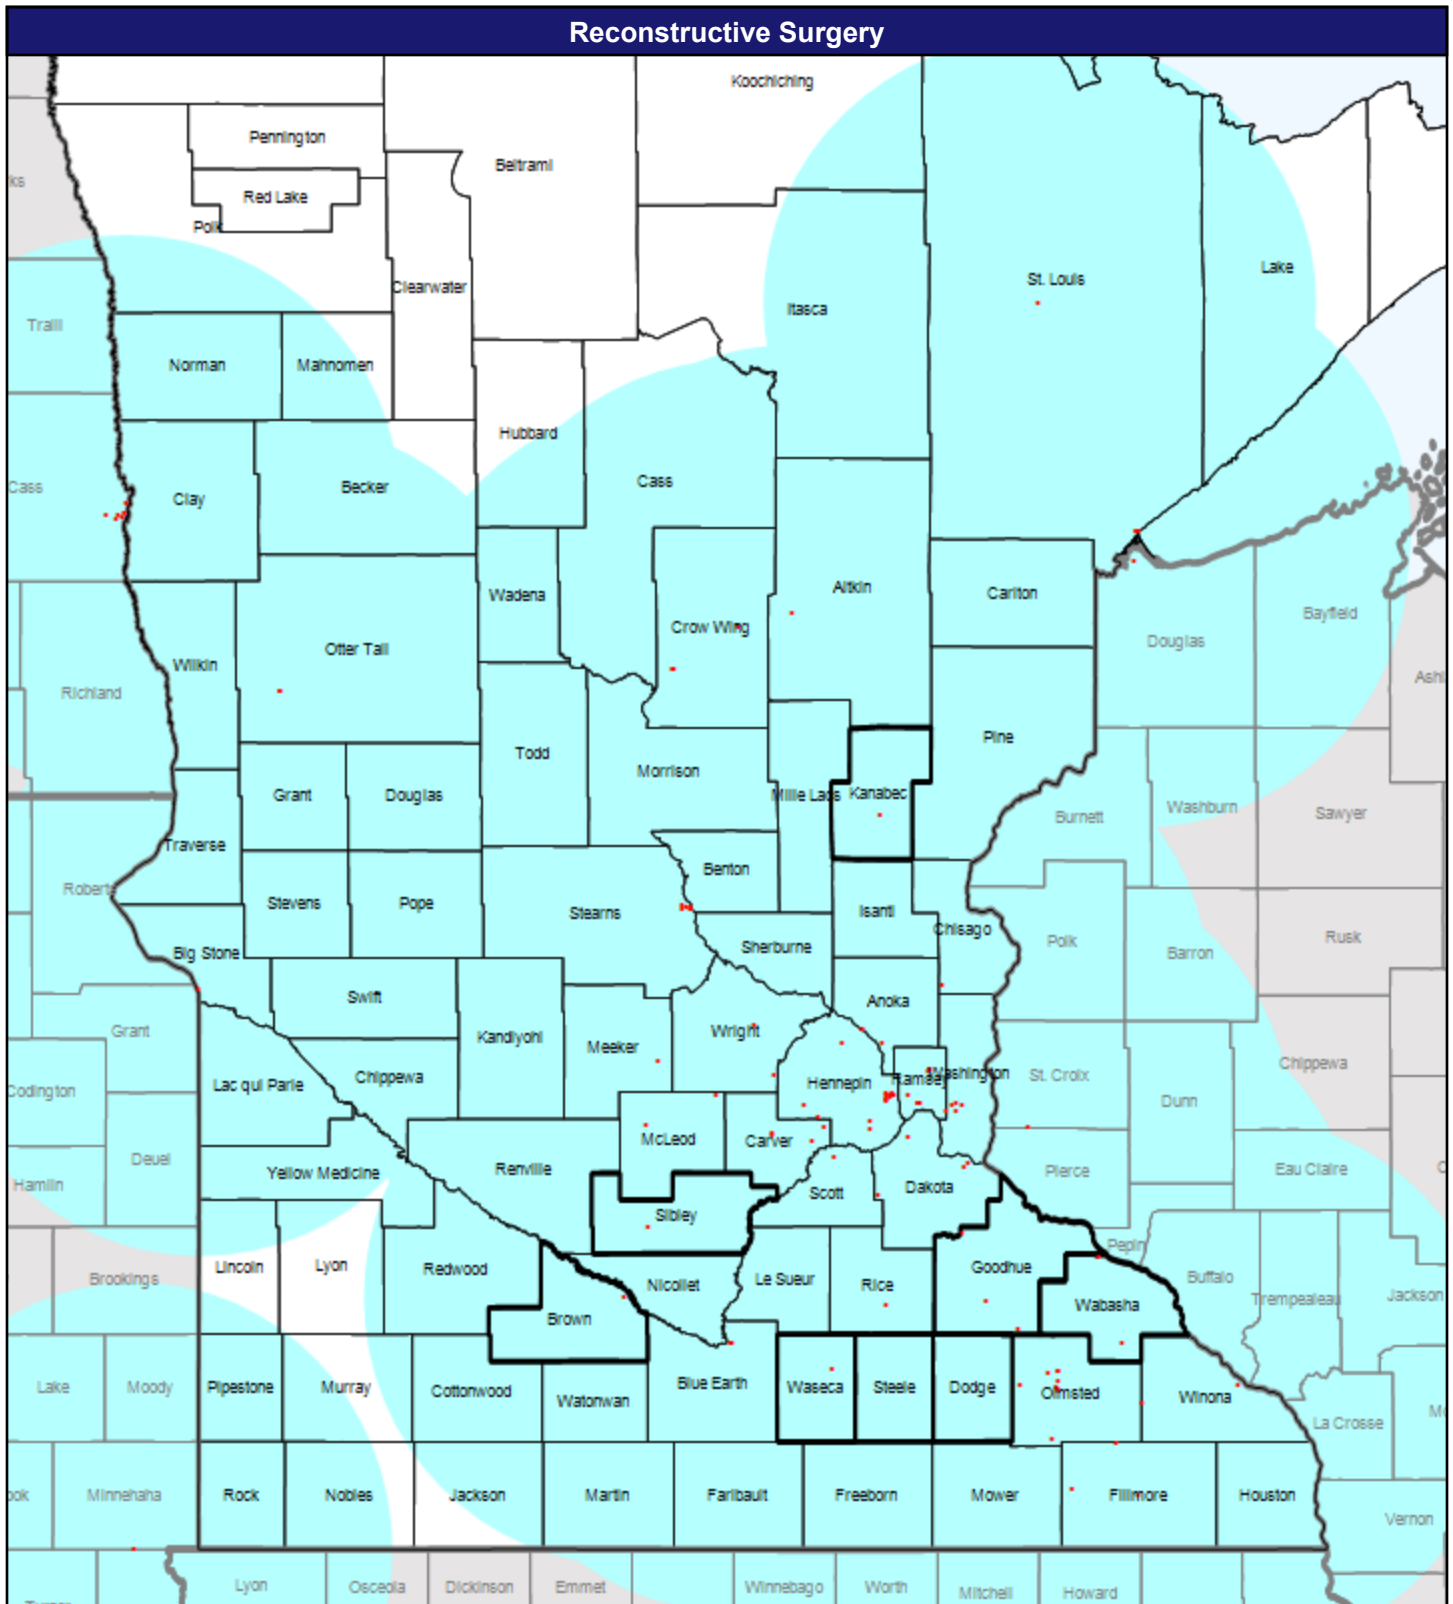 Reconstructive Surgery
Koochiching
Pennington
Beltrami
ks
Red Lake
Polk
Lake
St. Louis
Clearwater
Itasca
Traill
Norman
Mahnomen
Hubbard
Cass
Cass
Becker
Clay
Aitkin
Carlton
Wadena
Bayfield
Crow Wing
Douglas
Otter Tail
Wilkin
Ashl
Richland
Pine
Todd
Morrison
Grant
Douglas
Mille Lacs
Kanabec
Washburn
Sawyer
Burnett
Traverse
Benton
Roberts
Stevens
Pope
Stearns
Isanti
Chisago
Rusk
Polk
Sherburne
Barron
Big Stone
Swift
Anoka
Grant
Wright
Kandiyohi
Meeker
Chippewa
Ramsey
Washington
St. Croix
Chippewa
Lac qui Parle
Hennepin
Codington
Dunn
McLeod
Carver
Deuel
Renville
Yellow Medicine
Pierce
Eau Claire
C
Hamlin
Scott
Dakota
Sibley
Pepin
Lincoln
Lyon
Redwood
Goodhue
Brookings
Nicollet
Le Sueur
Rice
Buffalo
Jackson
Trempealeau
Wabasha
Brown
Lake
Moody
Pipestone
Murray
Cottonwood
Blue Earth
Waseca
Steele
Dodge
Olmsted
Winona
Watonwan
Mo
La Crosse
ook
Minnehaha
Rock
Nobles
Jackson
Martin
Faribault
Freeborn
Mower
Fillmore
Houston
Vernon
Lyon
Osceola
Dickinson
Emmet
Winnebago
Worth
Mitchell
Howard